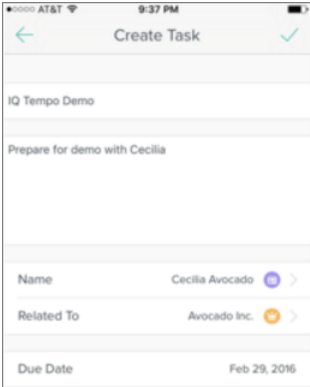 AT&T 9:37 PM
Create Task
IQ Tempo Demo
Prepare for demo with Cecilia
Name Cecilia Avocado
Related To Avocado Inc.
Due Date Feb 29, 2016